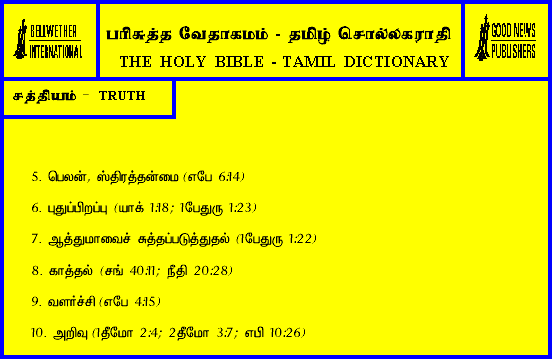 BELLWETHER
INTERNATIONAL
பரிசுத்த வேதாகமம் - தமிழ் சொல்லகராதி
THE HOLY BIBLE - TAMIL DICTIONARY
GOOD NEWS
PUBLISHERS
சத்தியம் - TRUTH
5. பெலன், ஸ்திரத்தன்மை (எபே 6:14)
6. புதுப்பிறப்பு (யாக் 1:18; 1பேதுரு 1:23)
7. ஆத்துமாவைச் சுத்தப்படுத்துதல் (1பேதுரு 1:22)
8. காத்தல் (சங் 40:11; நீதி 20:28)
9. வளர்ச்சி (எபே 4:15)
10. அறிவு (1தீமோ 2:4; 2தீமோ 3:7; எபி 10:26)